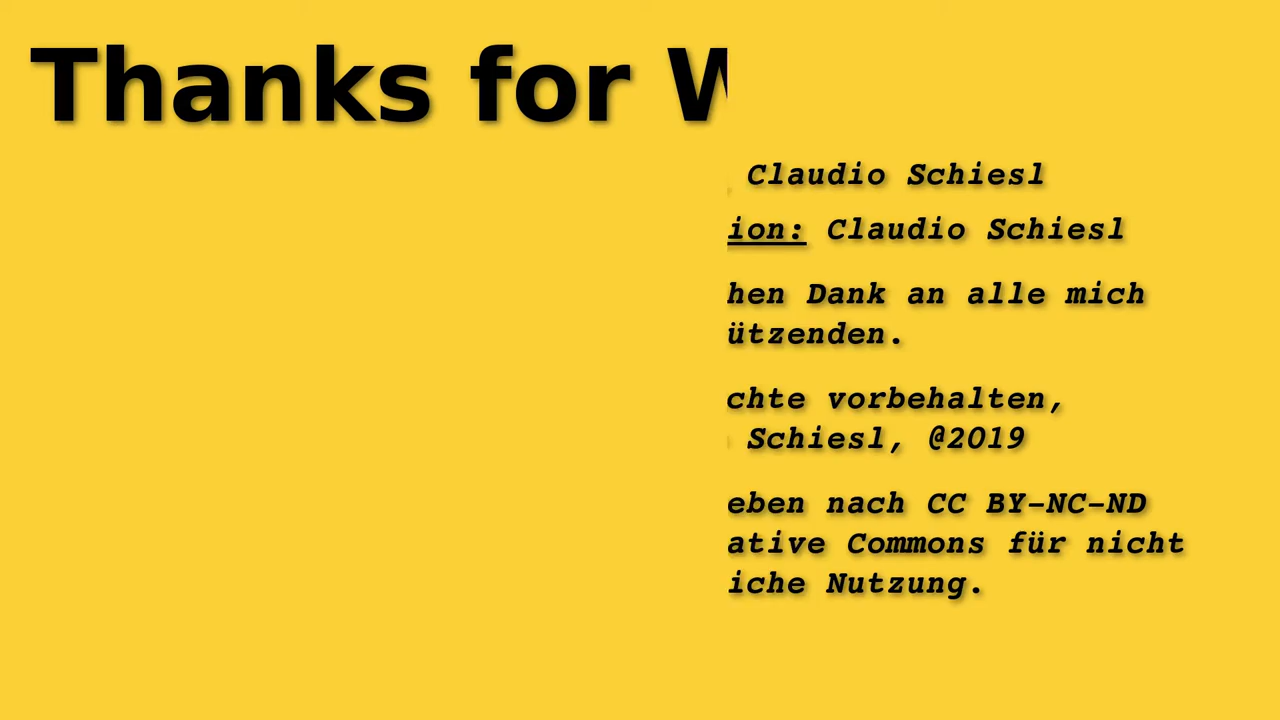 Thanks for W
Claudio Schiesl
ion: Claudio Schiesl
hen Dank an alle mich
ützenden.
chte vorbehalten,
Schiesl, @2019
eben nach CC BY-NC-ND
ative Commons für nicht
iche Nutzung.